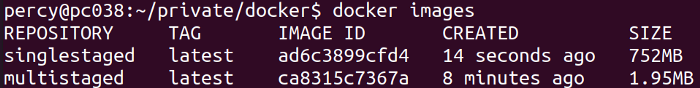 percy@pc038:~/private/docker$ docker images
REPOSITORY TAG IMAGE ID CREATED SIZE
singlestaged latest ad6c3899cfd4 14 seconds ago 752MB
multistaged latest ca8315c7367a 8 minutes ago 1.95MB